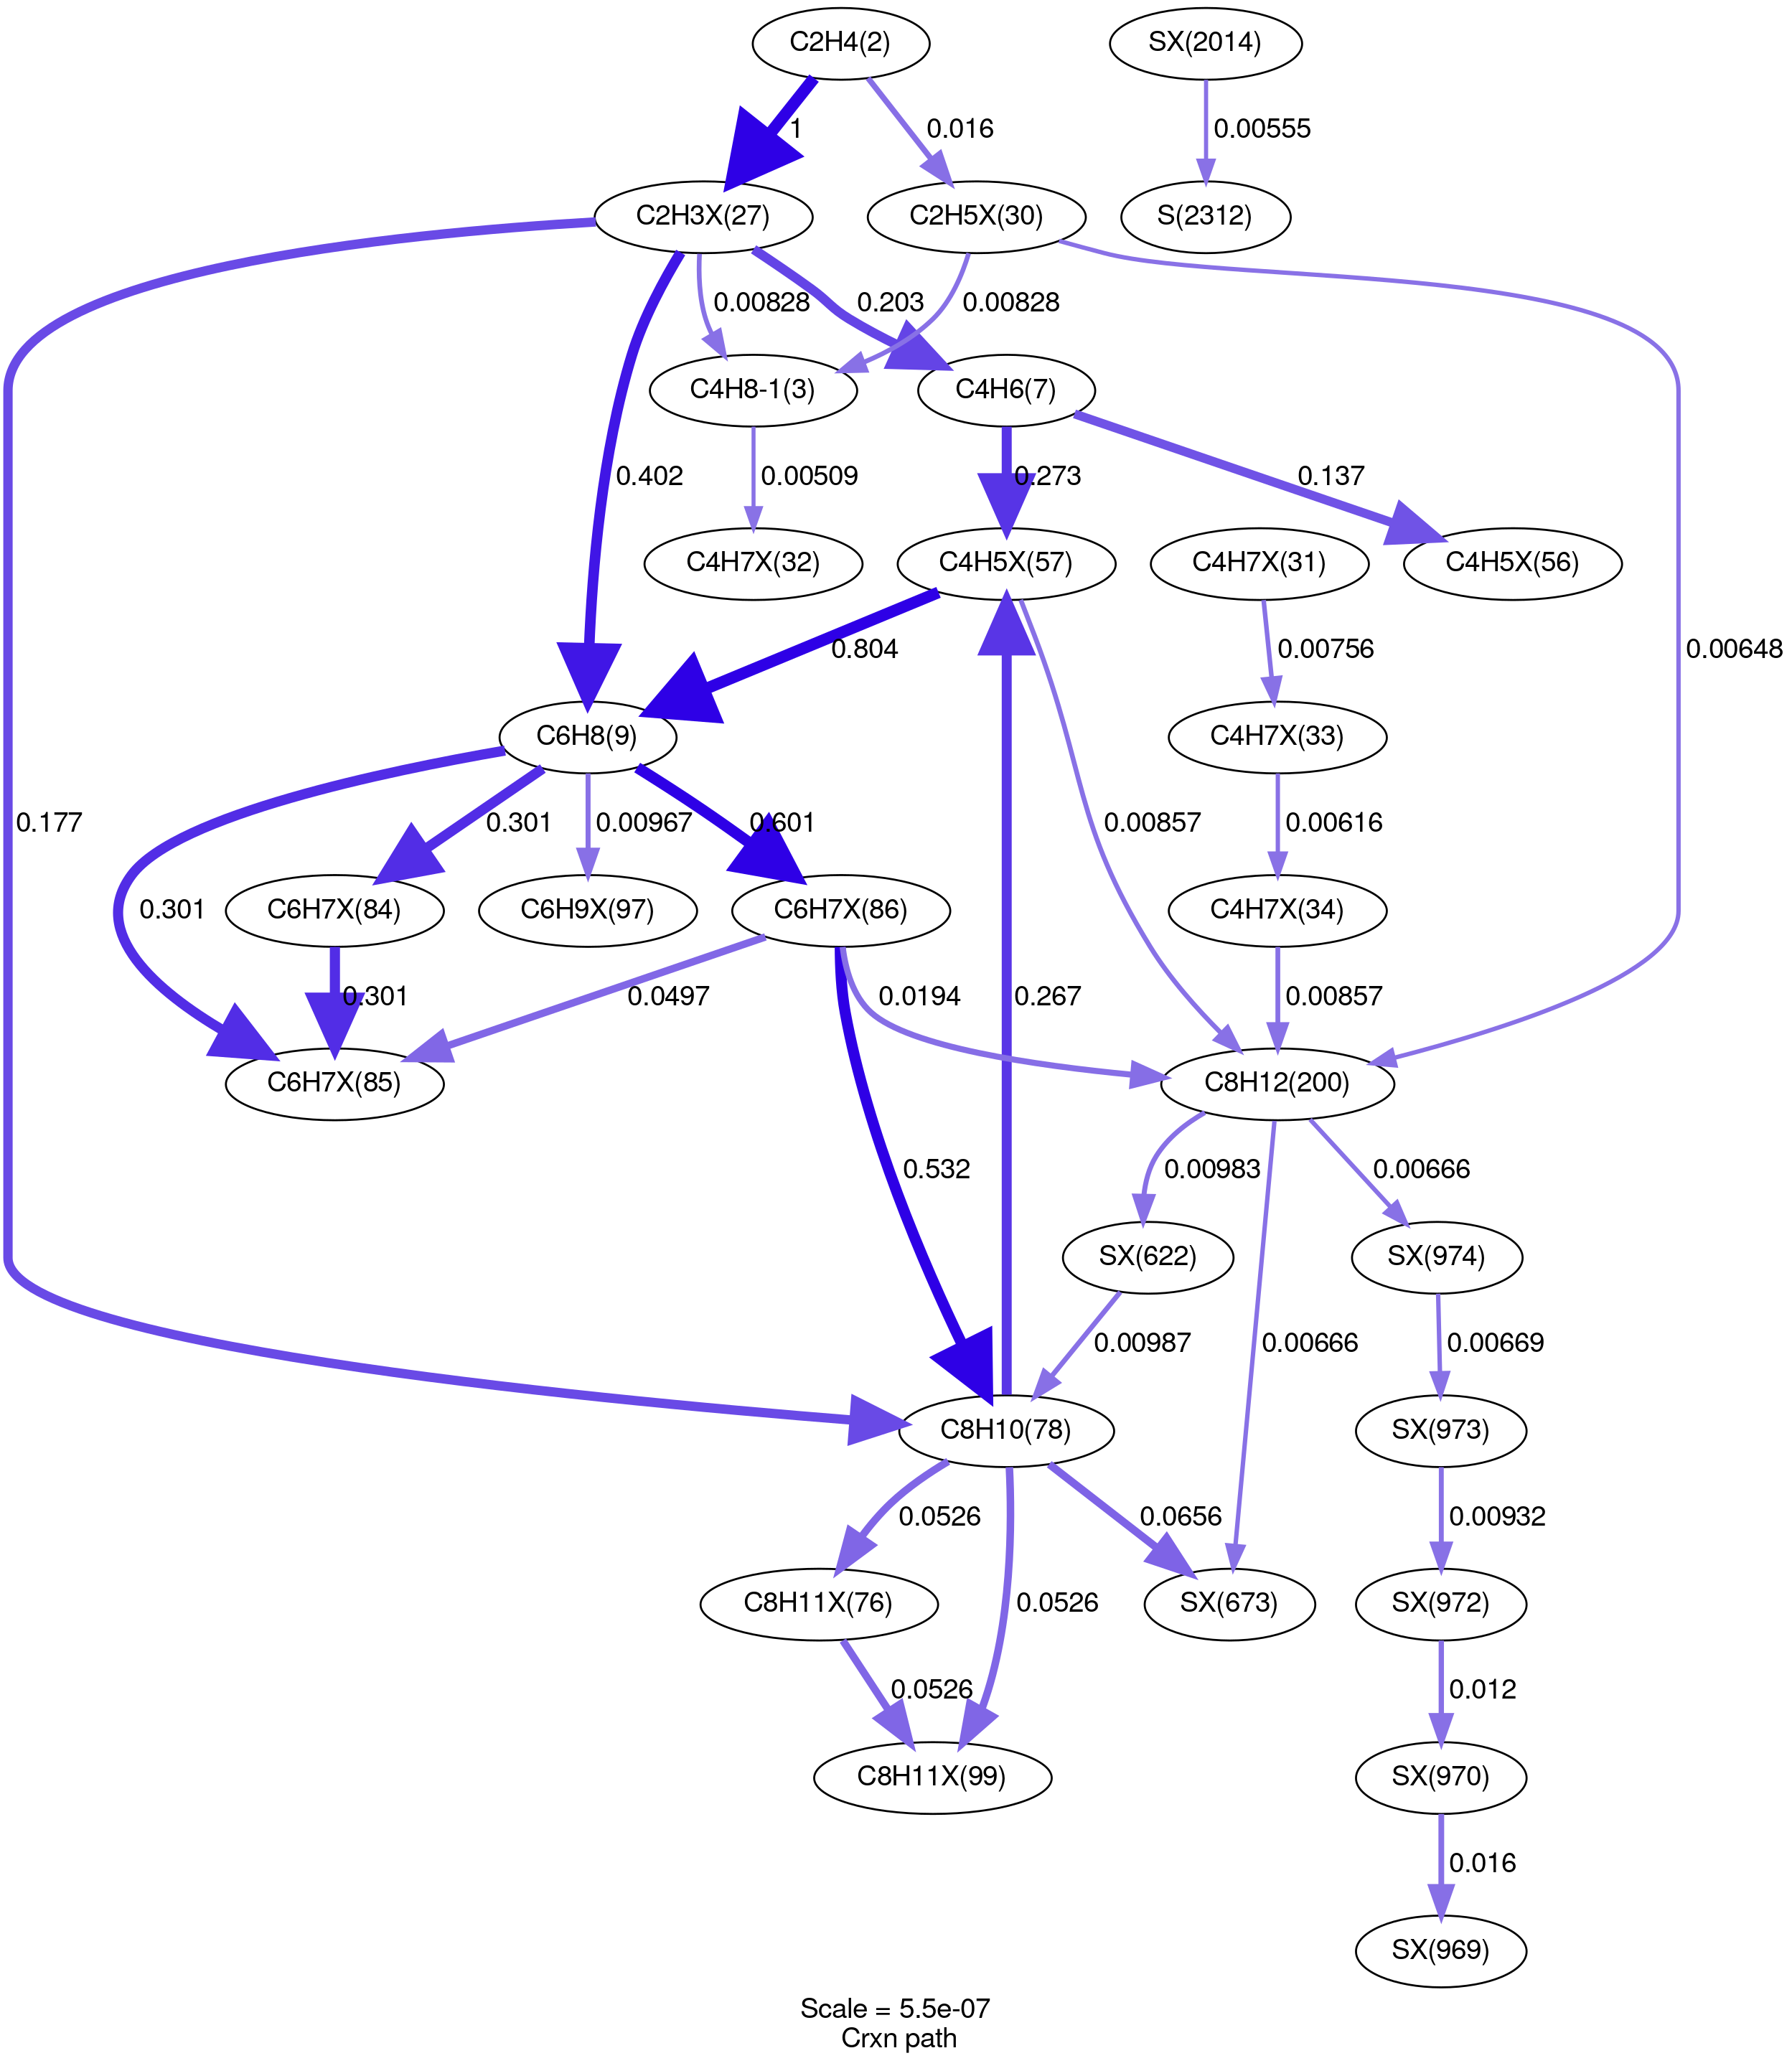 C2H4(2)
SX(2014)
1
0.016
0.00555
C2H3X(27)
C2H5X(30)
S(2312)
0.00828
0.203
0.00828
C4H8-1(3)
C4H6(7)
0.402
0.00509
0.273
0.137
C4H7X(32)
C4H5X(57)
C4H7X(31)
C4H5X(56)
0.804
0.00756
0.00648
C6H8(9)
C4H7X(33)
0.177
0.301
0.00967
0.601
0.00857
0.00616
0.301
C6H7X(84)
C6H9X(97)
C6H7X(86)
C4H7X(34)
0.301
0.0497
0.0194
0.267
0.00857
C6H7X(85)
C8H12(200)
0.532
0.00983
0.00666
SX(622)
SX(974)
0.00987
0.00666
0.00669
C8H10(78)
SX(973)
0.0526
0.0656
0.00932
C8H11X(76)
0.0526
SX(673)
SX(972)
0.0526
0.012
C8H11X(99)
SX(970)
0.016
SX(969)
Scale = 5.5e-07
Crxn path